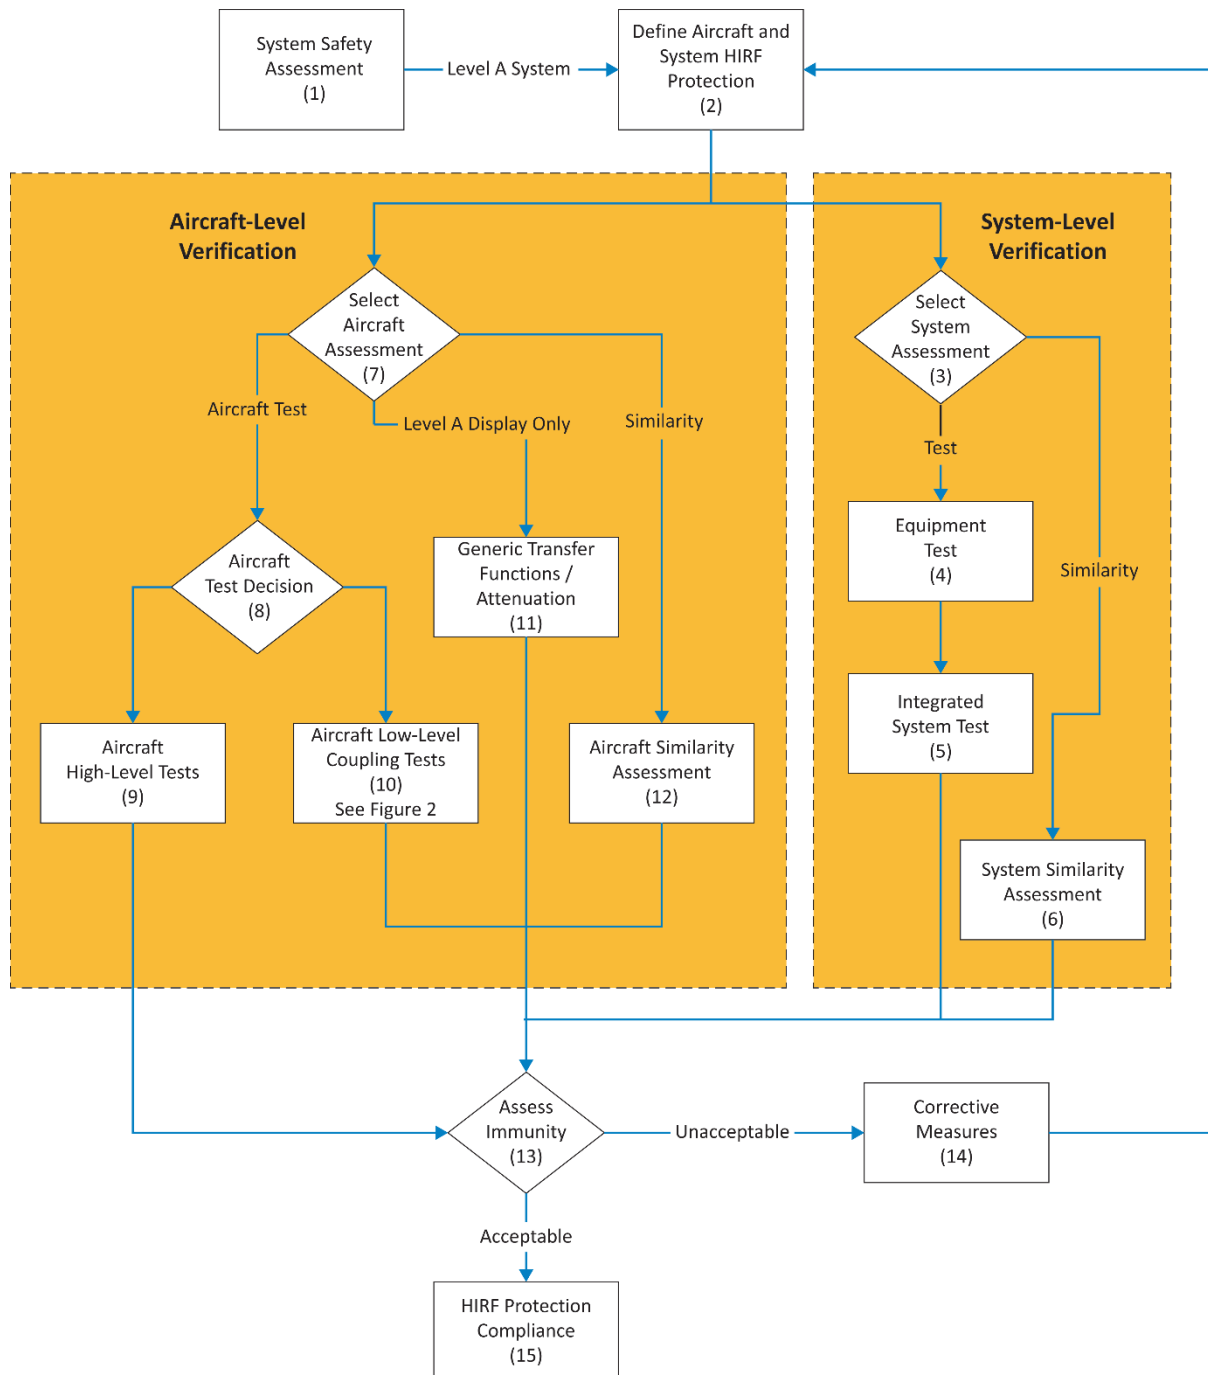 System Safety
Assessment
(1)
Level A System
Define Aircraft and
System HIRF
Protection
(2)
Aircraft-Level
Verification
System-Level
Verification
Select
Aircraft
Assessment
(7)
Select
System
Assessment
(3)
Aircraft Test
Level A Display Only
Similarity
Test
Equipment
Test
(4)
Similarity
Aircraft
Test Decision
(8)
Generic Transfer
Functions /
Attenuation
(11)
Integrated
System Test
(5)
Aircraft
High-Level Tests
(9)
Aircraft Low-Level
Coupling Tests
(10)
See Figure 2
Aircraft Similarity
Assessment
(12)
System Similarity
Assessment
(6)
Assess
Immunity
(13)
Unacceptable
Corrective
Measures
(14)
Acceptable
HIRF Protection
Compliance
(15)